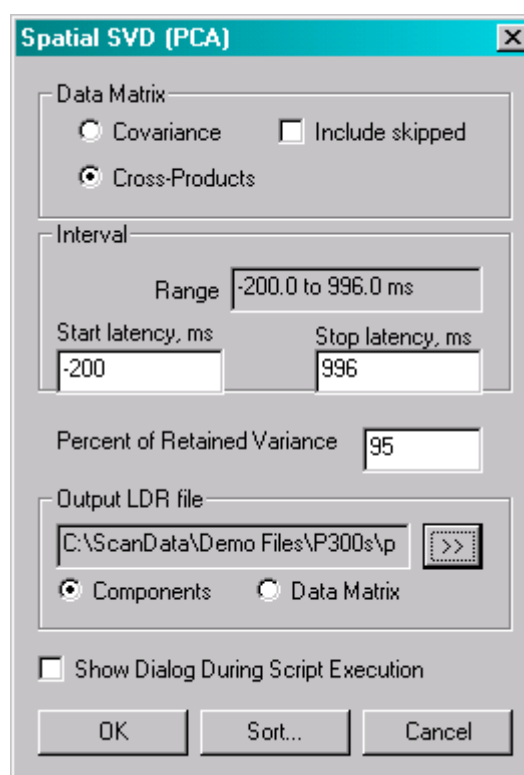 Spatial SVD (PCA)
Data Matrix
Covariance Include skipped
Cross-Products
Interval
Range -200.0 to 996.0 ms
Start latency, ms Stop latency, ms
-200 996
Percent of Retained Variance 95
Output LDR file
C:\ScanData\Demo Files\P300s\p >>
Components Data Matrix
Show Dialog During Script Execution
OK Sort... Cancel